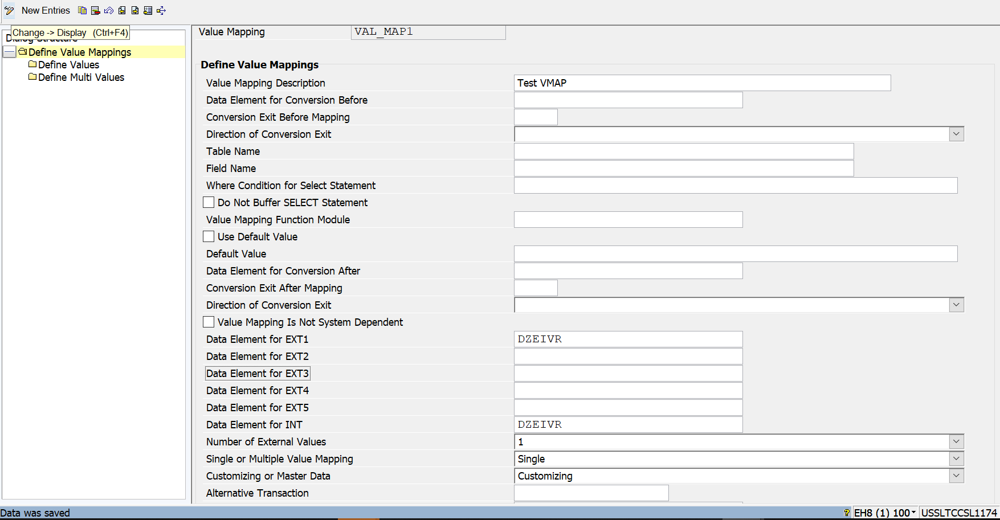 New Entries
Change -> Display (Ctrl+F4)
Dialog Structure
Define Value Mappings
Define Values
Define Multi Values
Value Mapping VAL_MAP1
Define Value Mappings
Value Mapping Description Test VMAP
Data Element for Conversion Before
Conversion Exit Before Mapping
Direction of Conversion Exit
Table Name
Field Name
Where Condition for Select Statement
Do Not Buffer SELECT Statement
Value Mapping Function Module
Use Default Value
Default Value
Data Element for Conversion After
Conversion Exit After Mapping
Direction of Conversion Exit
Value Mapping Is Not System Dependent
Data Element for EXT1 DZEIVR
Data Element for EXT2
Data Element for EXT3
Data Element for EXT4
Data Element for EXT5
Data Element for INT DZEIVR
Number of External Values 1
Single or Multiple Value Mapping Single
Customizing or Master Data Customizing
Alternative Transaction
Data was saved EH8 (1) 100 USSLTCCSL1174